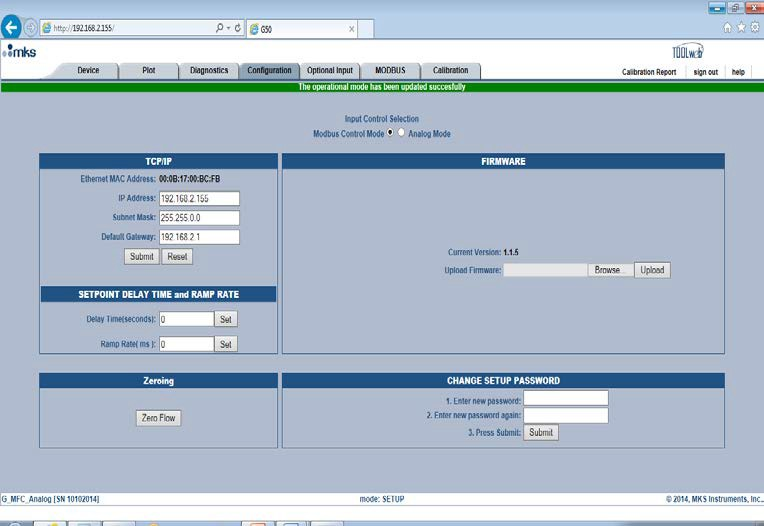 http://192.168.2.155/
G50
mks
TOOLweb
Device Plot Diagnostics Configuration Optional Input MODBUS Calibration
Calibration Report sign out help
The operational mode has been updated succesfully
Input Control Selection
Modbus Control Mode Analog Mode
TCP/IP
Ethernet MAC Address: 00:0B:17:00:BC:FB
IP Address: 192.168.2.155
Subnet Mask: 255.255.0.0
Default Gateway: 192.168.2.1
Submit Reset
SETPOINT DELAY TIME and RAMP RATE
Delay Time(seconds): 0 Set
Ramp Rate( ms ): 0 Set
FIRMWARE
Current Version: 1.1.5
Upload Firmware: Browse... Upload
Zeroing
Zero Flow
CHANGE SETUP PASSWORD
1. Enter new password:
2. Enter new password again:
3. Press Submit: Submit
G_MFC_Analog [SN 10102014] mode: SETUP © 2014, MKS Instruments, Inc..